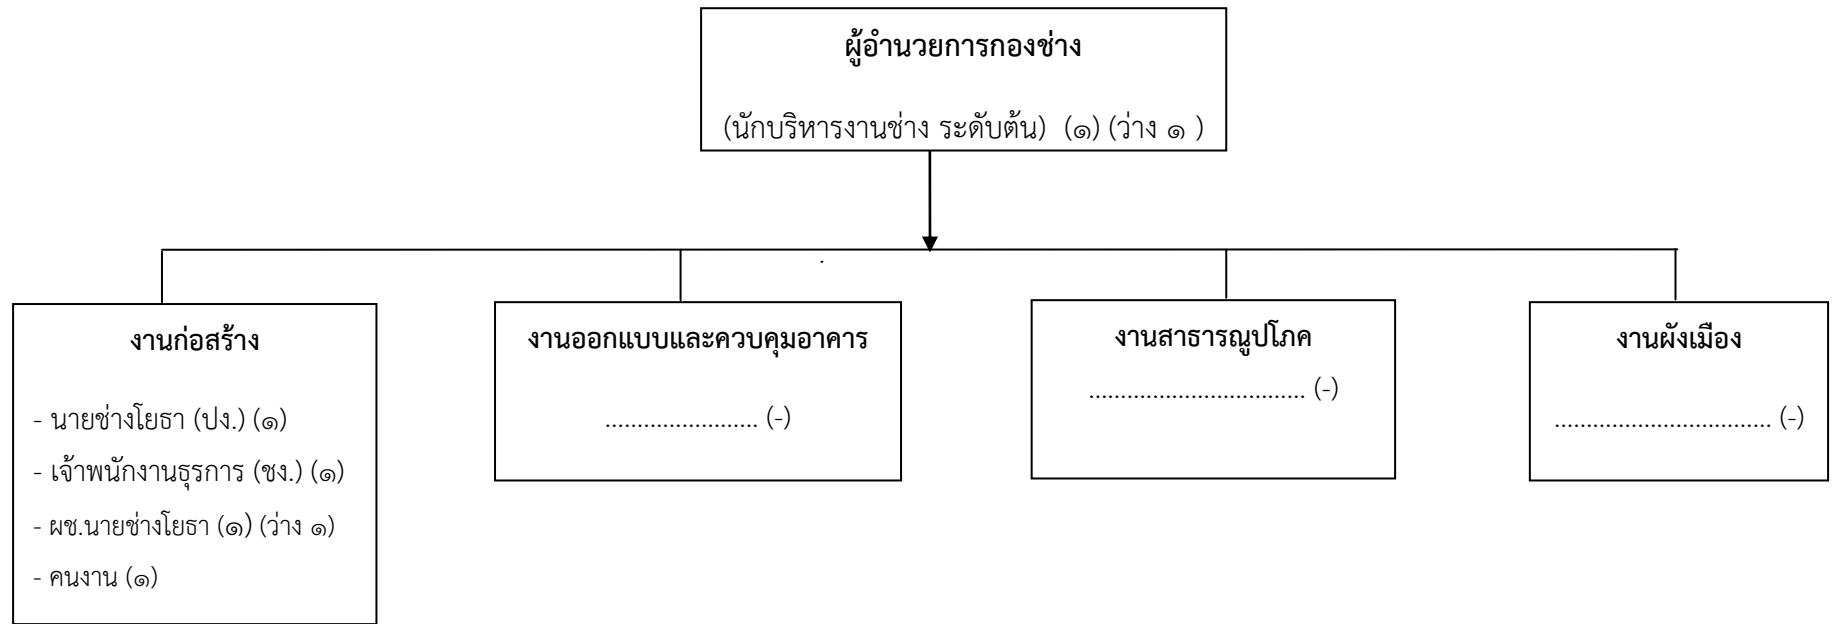 ผู้อำนวยการกองช่าง
(นักบริหารงานช่าง ระดับต้น) (๑) (ว่าง ๑ )
งานก่อสร้าง
- นายช่างโยธา (ปง.) (๑)
- เจ้าพนักงานธุรการ (ชง.) (๑)
- ผช.นายช่างโยธา (๑) (ว่าง ๑)
- คนงาน (๑)
งานออกแบบและควบคุมอาคาร
........................ (-)
งานสาธารณูปโภค
.................................. (-)
งานผังเมือง
.................................. (-)